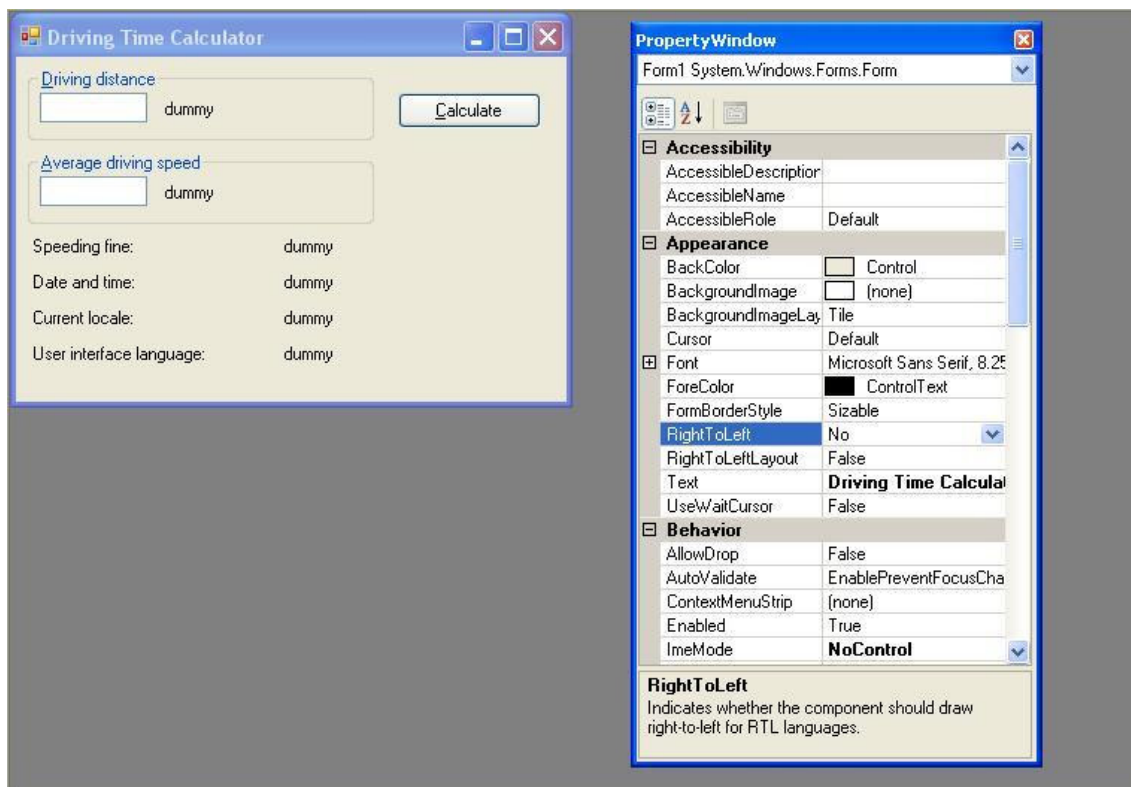 Driving Time Calculator
Driving distance
dummy
Calculate
Average driving speed
dummy
Speeding fine: dummy
Date and time: dummy
Current locale: dummy
User interface language: dummy
PropertyWindow
Form1 System.Windows.Forms.Form
Accessibility
AccessibleDescription
AccessibleName
AccessibleRole Default
Appearance
BackColor Control
BackgroundImage (none)
BackgroundImageLay Tile
Cursor Default
Font Microsoft Sans Serif, 8.25
ForeColor ControlText
FormBorderStyle Sizable
RightToLeft No
RightToLeftLayout False
Text Driving Time Calculat
UseWaitCursor False
Behavior
AllowDrop False
AutoValidate EnablePreventFocusCha
ContextMenuStrip (none)
Enabled True
ImeMode NoControl
RightToLeft
Indicates whether the component should draw
right-to-left for RTL languages.